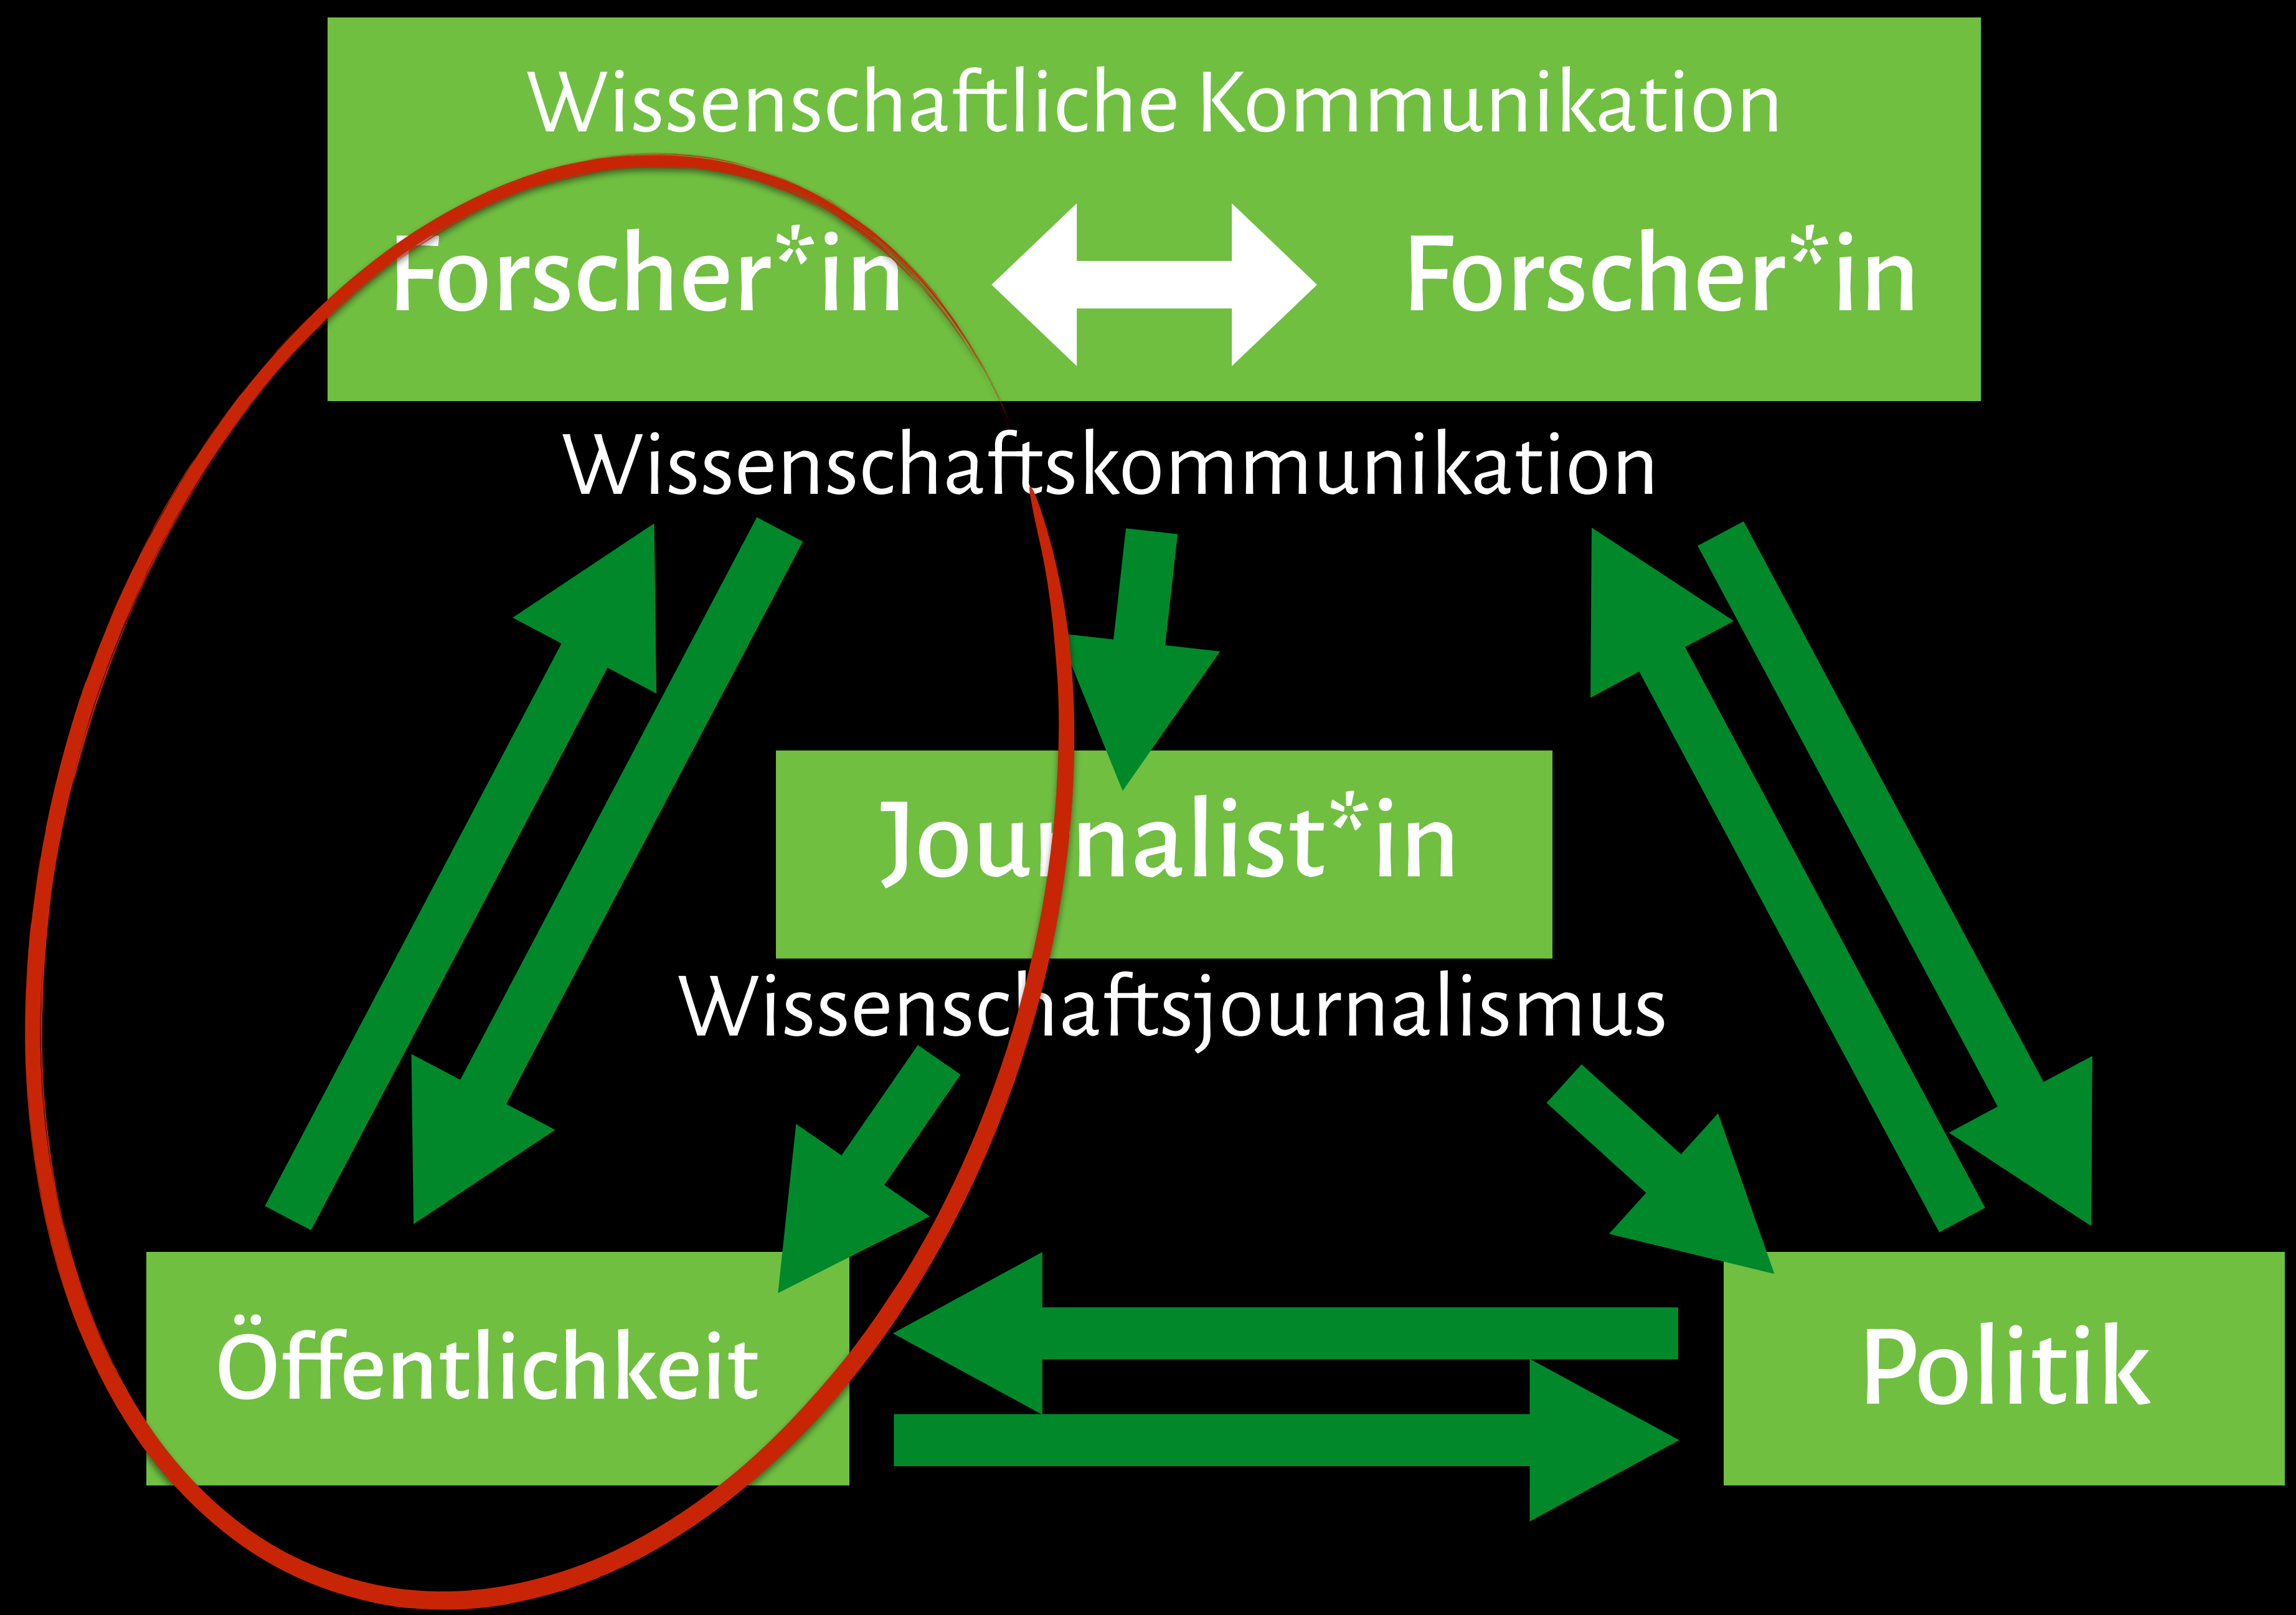 Wissenschaftliche Kommunikation
Forscher*in Forscher*in
Wissenschaftskommunikation
Journalist*in
Wissenschaftsjournalismus
Öffentlichkeit Politik